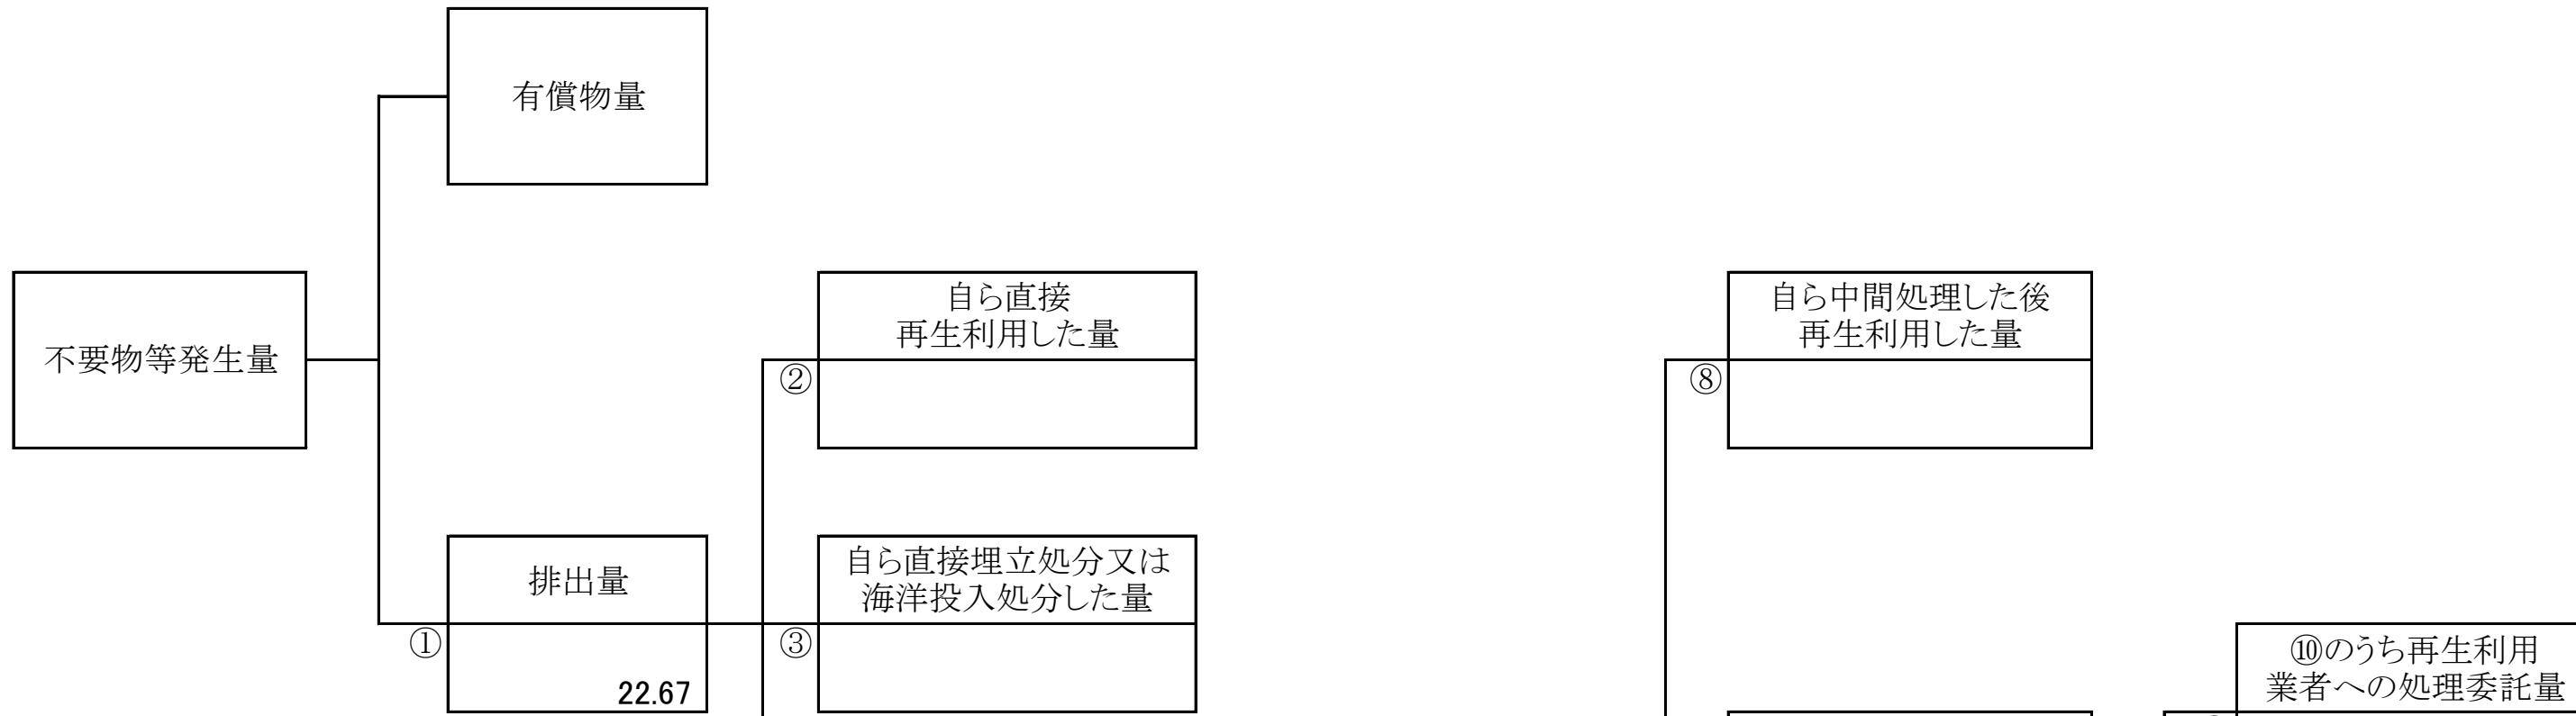 有償物量
不要物等発生量
自ら直接
再生利用した量
②
自ら中間処理した後
再生利用した量
⑧
排出量
①
22.67
自ら直接埋立処分又は
海洋投入処分した量
③
⑩のうち再生利用
業者への処理委託量